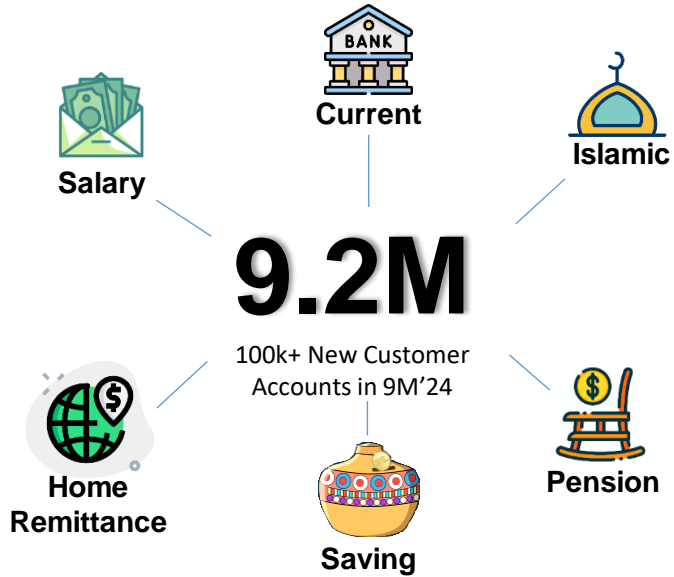 BANK
Current
Salary
Islamic
9.2M
100k+ New Customer
Accounts in 9M’24
$
Home
Remittance
$
Pension
Saving